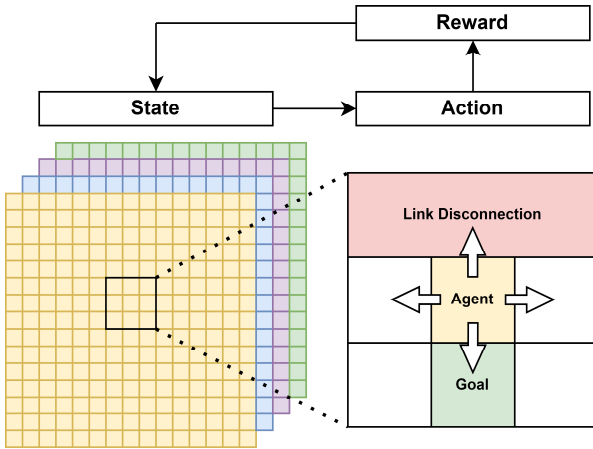 Reward
State
Action
Link Disconnection
Agent
Goal